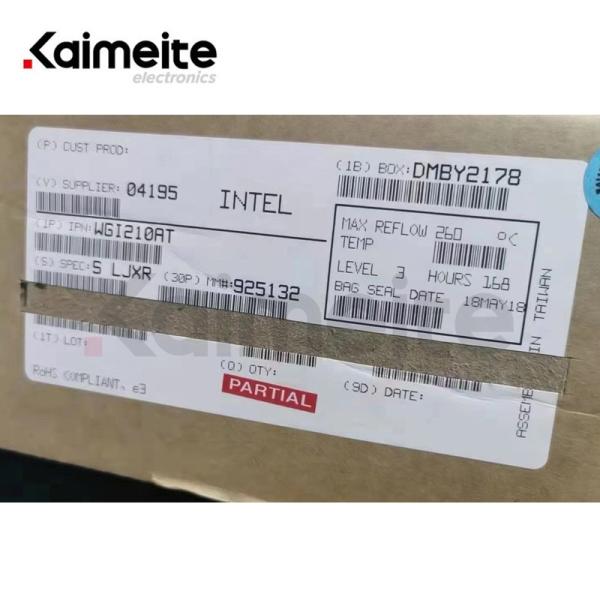 Kaimeite
electronics
(P) CUST PROD:
(1B) BOX: DMBY2178
(V) SUPPLIER: 04195
INTEL
(1P) IPN: WGI210AT
MAX REFLOW 260 °C
TEMP
(S) SPEC: S LJXR
(30P) MM#: 925132
LEVEL 3 HOURS 168
BAG SEAL DATE 18MAY18
(1T) LOT:
(Q) QTY:
PARTIAL
(9D) DATE:
RoHS COMPLIANT. e3
IN TAIWAN
Kaimeite